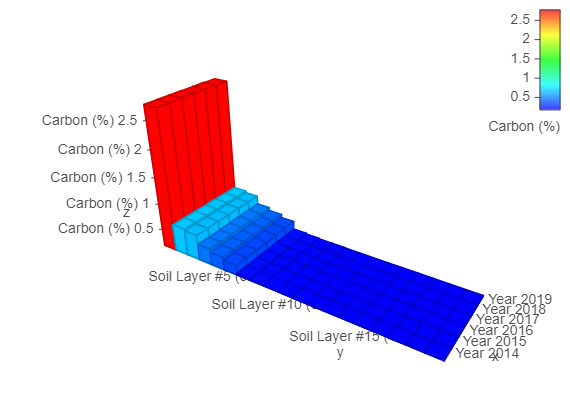 2.5
2
1.5
1
0.5
Carbon (%)
Carbon (%) 2.5
Carbon (%) 2
Carbon (%) 1.5
Carbon (%) 1
z
Carbon (%) 0.5
Soil Layer #5
Soil Layer #10
Soil Layer #15 (
y
Year 2019
Year 2018
Year 2017
Year 2016
Year 2015
Year 2014
x